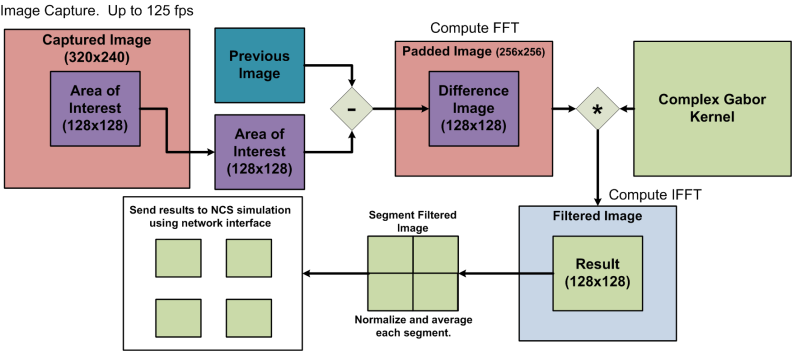 Image Capture.  Up to 125 fps
Captured Image
(320x240)
Area of
Interest
(128x128)
Previous
Image
Area of
Interest
(128x128)
-
Compute FFT
Padded Image (256x256)
Difference
Image
(128x128)
*
Complex Gabor
Kernel
Compute IFFT
Filtered Image
Result
(128x128)
Segment Filtered
Image
Normalize and average
each segment.
Send results to NCS simulation
using network interface